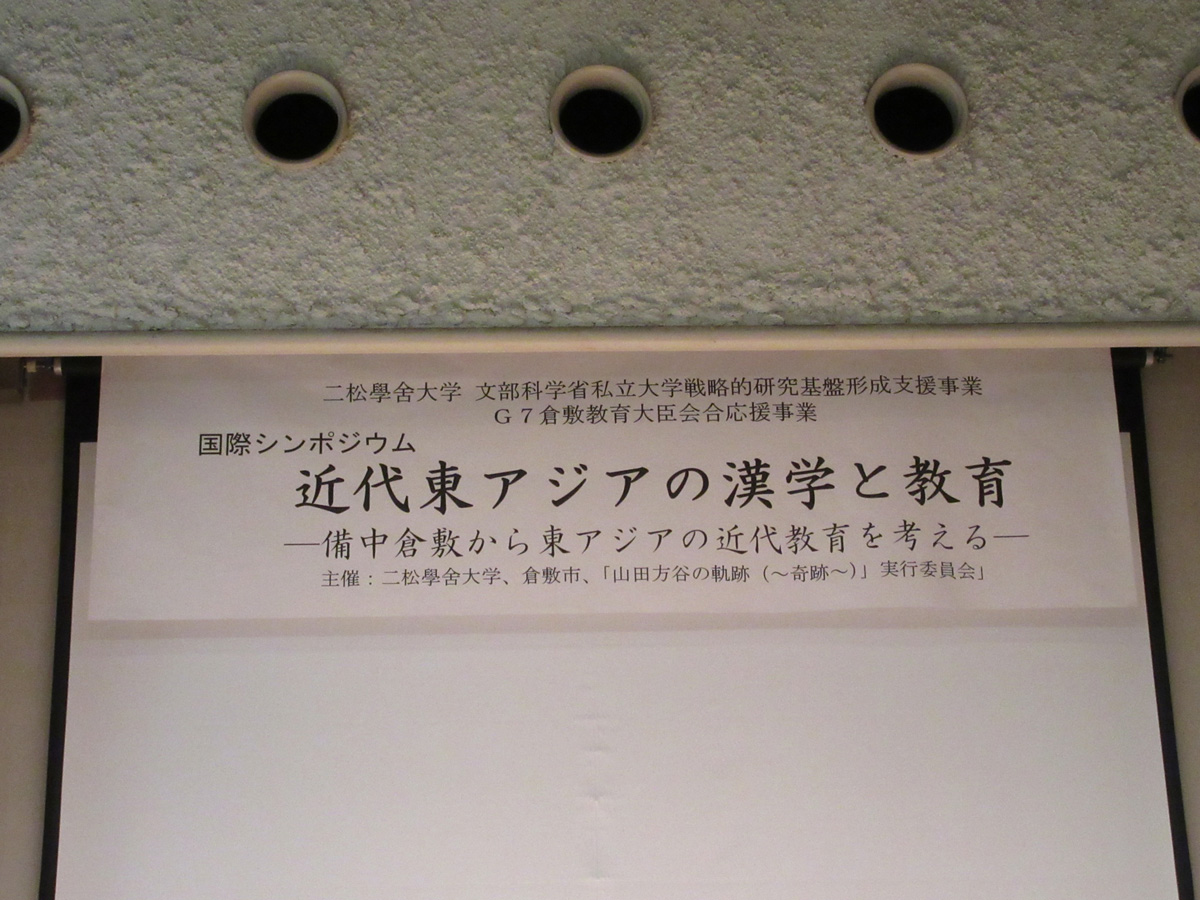 二松學舍大学 文部科学省私立大学戦略的研究基盤形成支援事業
G7倉敷教育大臣会合応援事業
国際シンポジウム
近代東アジアの漢学と教育
―備中倉敷から東アジアの近代教育を考える―
主催：二松學舍大学、倉敷市、「山田方谷の軌跡（～奇跡～）」実行委員会」